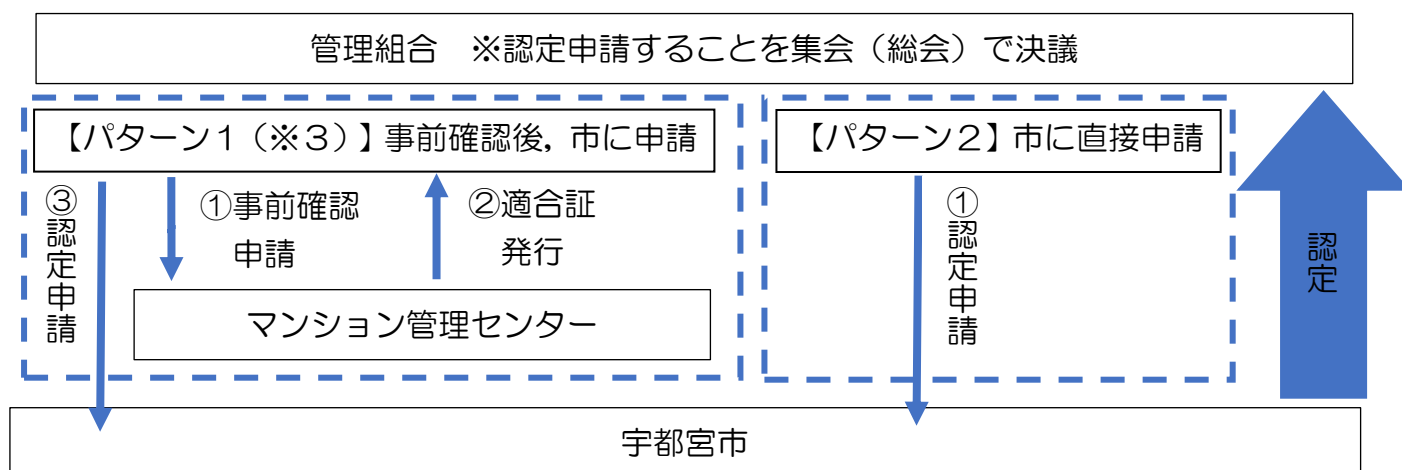 管理組合　※認定申請することを集会（総会）で決議
【パターン１（※３）】事前確認後，市に申請
③認定申請
①事前確認
申請
②適合証
発行
マンション管理センター
【パターン２】市に直接申請
①認定申請
認定
宇都宮市